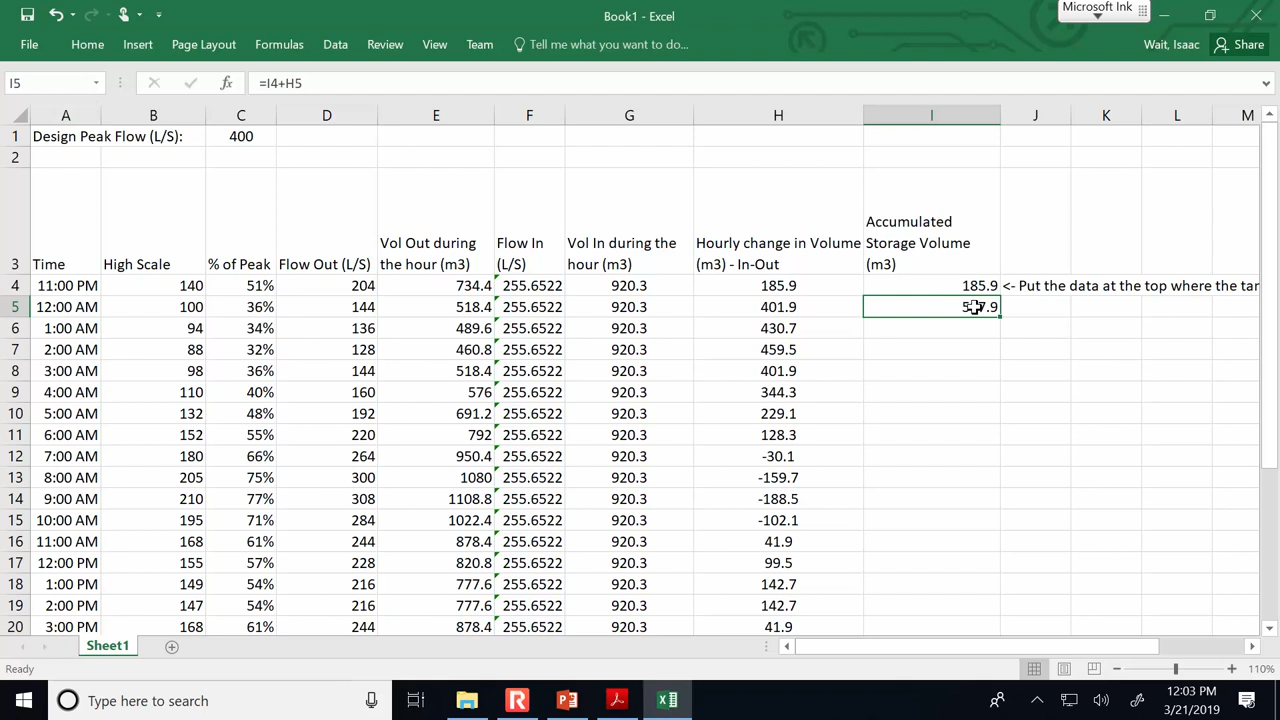 Book1 - Excel
Microsoft Ink
File Home Insert Page Layout Formulas Data Review View Team Tell me what you want to do... Wait, Isaac Share
I5 fx =I4+H5
A B C D E F G H I J K L M
1 Design Peak Flow (L/S): 400
2
3 Time High Scale % of Peak Flow Out (L/S) Vol Out during the hour (m3) Flow In (L/S) Vol In during the hour (m3) Hourly change in Volume (m3) - In-Out Accumulated Storage Volume (m3)
4 11:00 PM 140 51% 204 734.4 255.6522 920.3 185.9 185.9 <- Put the data at the top where the tar
5 12:00 AM 100 36% 144 518.4 255.6522 920.3 401.9
6 1:00 AM 94 34% 136 489.6 255.6522 920.3 430.7
7 2:00 AM 88 32% 128 460.8 255.6522 920.3 459.5
8 3:00 AM 98 36% 144 518.4 255.6522 920.3 401.9
9 4:00 AM 110 40% 160 576 255.6522 920.3 344.3
10 5:00 AM 132 48% 192 691.2 255.6522 920.3 229.1
11 6:00 AM 152 55% 220 792 255.6522 920.3 128.3
12 7:00 AM 180 66% 264 950.4 255.6522 920.3 -30.1
13 8:00 AM 205 75% 300 1080 255.6522 920.3 -159.7
14 9:00 AM 210 77% 308 1108.8 255.6522 920.3 -188.5
15 10:00 AM 195 71% 284 1022.4 255.6522 920.3 -102.1
16 11:00 AM 168 61% 244 878.4 255.6522 920.3 41.9
17 12:00 PM 155 57% 228 820.8 255.6522 920.3 99.5
18 1:00 PM 149 54% 216 777.6 255.6522 920.3 142.7
19 2:00 PM 147 54% 216 777.6 255.6522 920.3 142.7
20 3:00 PM 168 61% 244 878.4 255.6522 920.3 41.9
Sheet1
Ready 110%
Type here to search
12:03 PM
3/21/2019